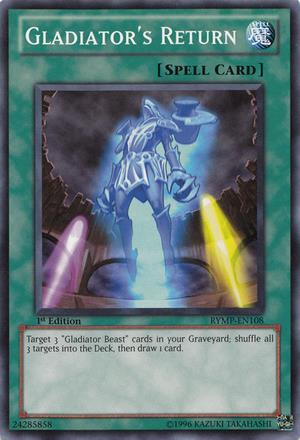 GLADIATOR'S RETURN
[SPELL CARD]
1st Edition
RYMP-EN108
Target 3 "Gladiator Beast" cards in your Graveyard; shuffle all
3 targets into the Deck, then draw 1 card.
24285858
©1996 KAZUKI TAKAHASHI